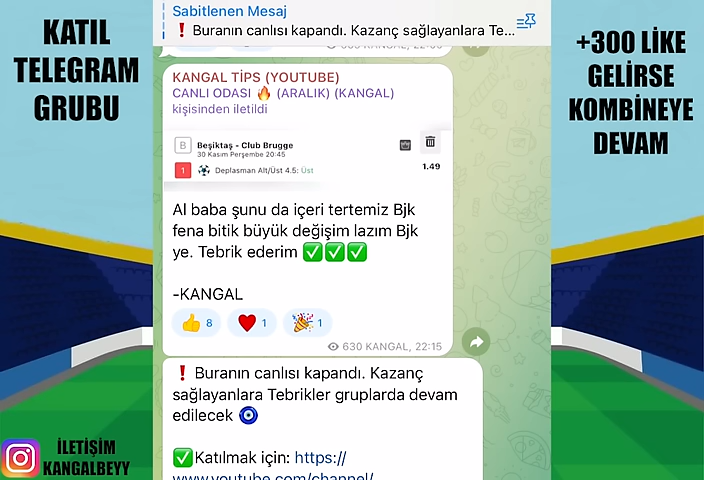 KATIL
TELEGRAM
GRUBU
Sabitlenen Mesaj
❗ Buranın canlısı kapandı. Kazanç sağlayanlara Te...
KANGAL TİPS (YOUTUBE)
CANLI ODASI 🔥 (ARALIK) (KANGAL)
kişisinden iletildi
B
Beşiktaş - Club Brugge
30 Kasım Perşembe 20:45
1
Deplasman Alt/Üst 4.5: Üst
1.49
Al baba şunu da içeri tertemiz Bjk
fena bitik büyük değişim lazım Bjk
ye. Tebrik ederim ✅✅✅
-KANGAL
👍 8 ❤️ 1 🎉 1
630 KANGAL, 22:15
❗ Buranın canlısı kapandı. Kazanç
sağlayanlara Tebrikler gruplarda devam
edilecek 🧿
✅Katılmak için: https://
www.youtube.com/channel/
+300 LİKE
GELİRSE
KOMBİNEYE
DEVAM
İLETİŞİM
KANGALBEYY